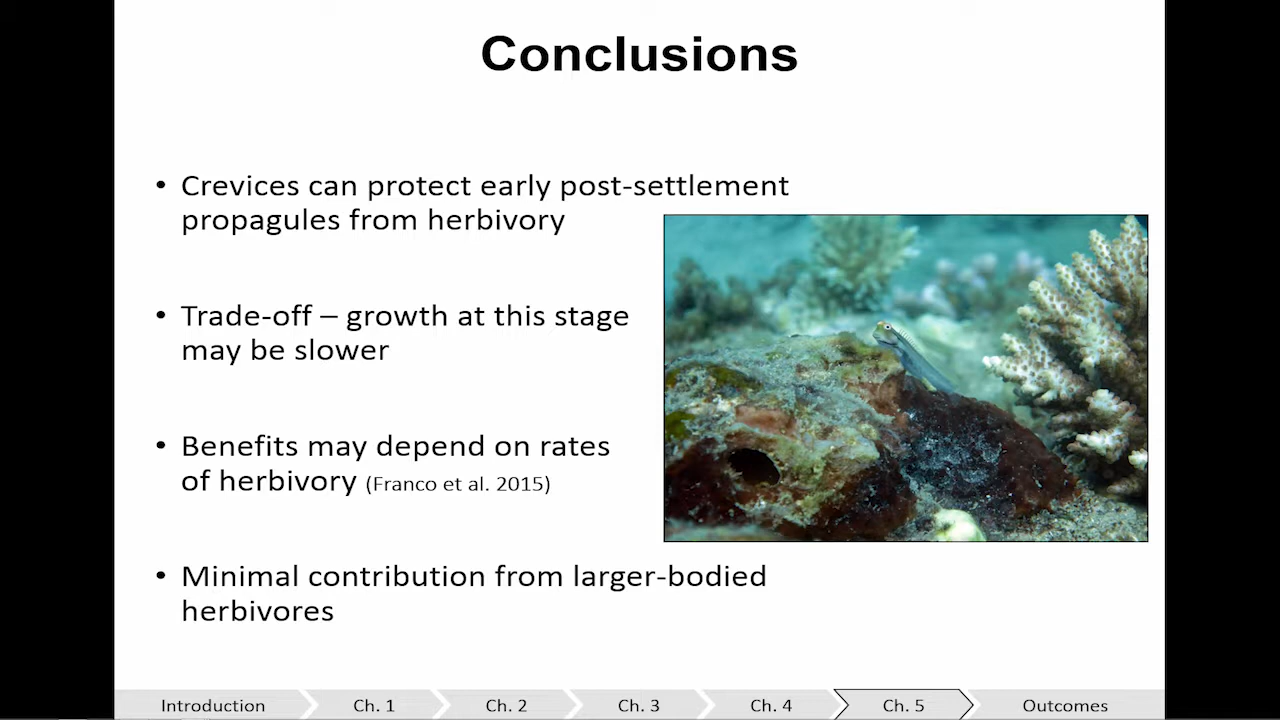 Conclusions
• Crevices can protect early post-settlement
propagules from herbivory
• Trade-off – growth at this stage
may be slower
• Benefits may depend on rates
of herbivory (Franco et al. 2015)
• Minimal contribution from larger-bodied
herbivores
Introduction Ch. 1 Ch. 2 Ch. 3 Ch. 4 Ch. 5 Outcomes